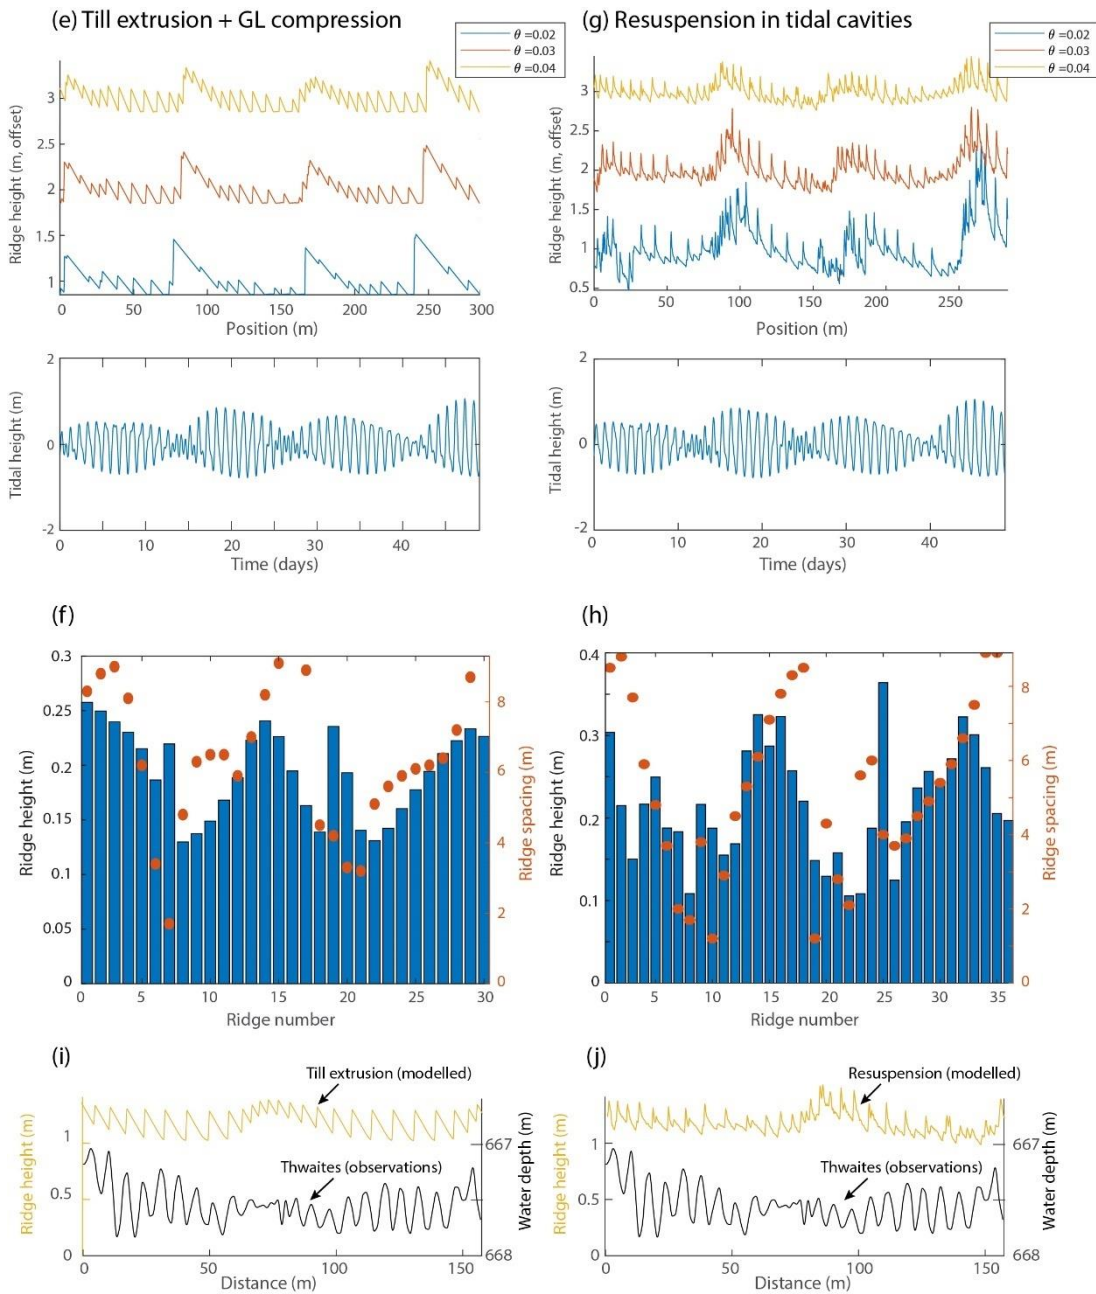 (e) Till extrusion + GL compression
θ =0.02
θ =0.03
θ =0.04
Ridge height (m, offset)
3
2.5
2
1.5
1
0 50 100 150 200 250 300
Position (m)
Tidal height (m)
2
0
-2
0 10 20 30 40
Time (days)
(g) Resuspension in tidal cavities
θ =0.02
θ =0.03
θ =0.04
Ridge height (m, offset)
3
2.5
2
1.5
1
0.5
0 50 100 150 200 250
Position (m)
Tidal height (m)
2
0
-2
0 10 20 30 40
Time (days)
(f)
Ridge height (m)
0.3
0.25
0.2
0.15
0.1
0.05
0
0 5 10 15 20 25 30
Ridge number
8
6
4
2
0
Ridge spacing (m)
(h)
Ridge height (m)
0.4
0.3
0.2
0.1
0
0 5 10 15 20 25 30 35
Ridge number
8
6
4
2
0
Ridge spacing (m)
(i)
Till extrusion (modelled)
Thwaites (observations)
Ridge height (m)
1
0.5
0
667
668
Water depth (m)
0 50 100 150
Distance (m)
(j)
Resuspension (modelled)
Thwaites (observations)
Ridge height (m)
1
0.5
0
667
668
Water depth (m)
0 50 100 150
Distance (m)